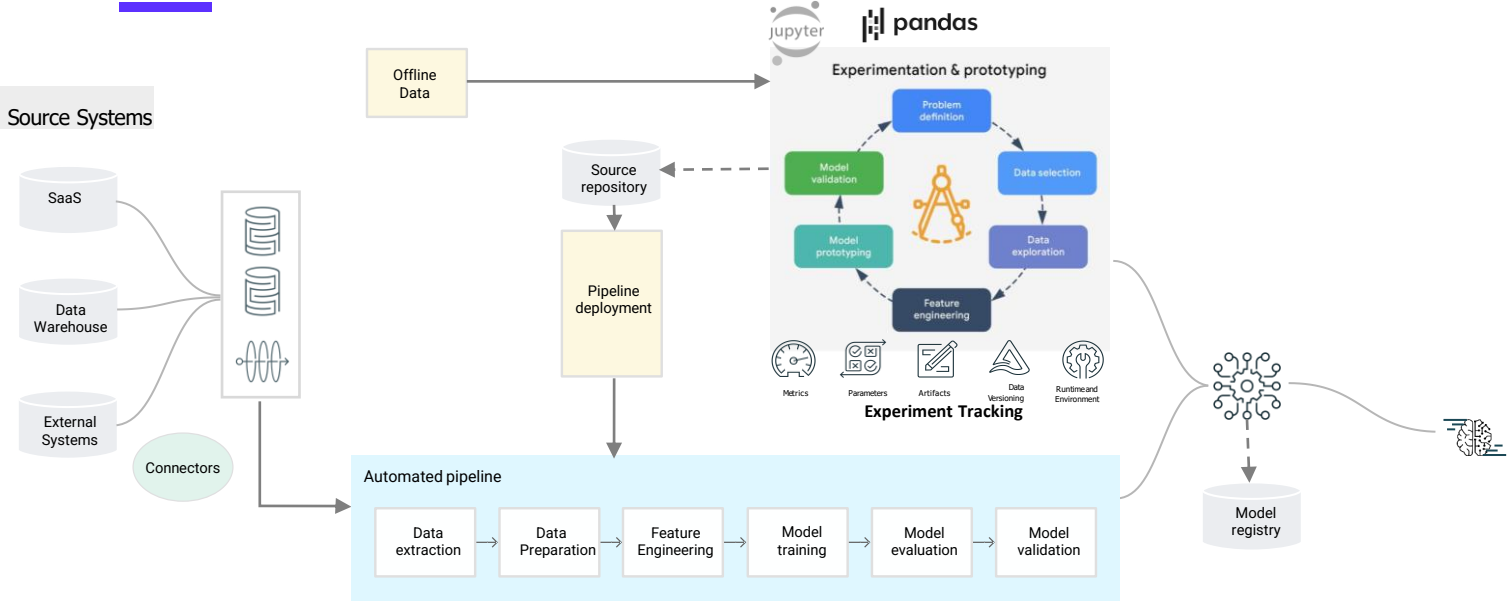 jupyter
pandas
Offline
Data
Experimentation & prototyping
Source Systems
Problem
definition
Source
repository
Model
validation
Data selection
SaaS
Model
prototyping
Data
exploration
Pipeline
deployment
Data
Warehouse
Feature
engineering
Metrics
Parameters
Artifacts
Data
Versioning
Runtime and
Environment
Experiment Tracking
External
Systems
Connectors
Automated pipeline
Data
extraction
Data
Preparation
Feature
Engineering
Model
training
Model
evaluation
Model
validation
Model
registry